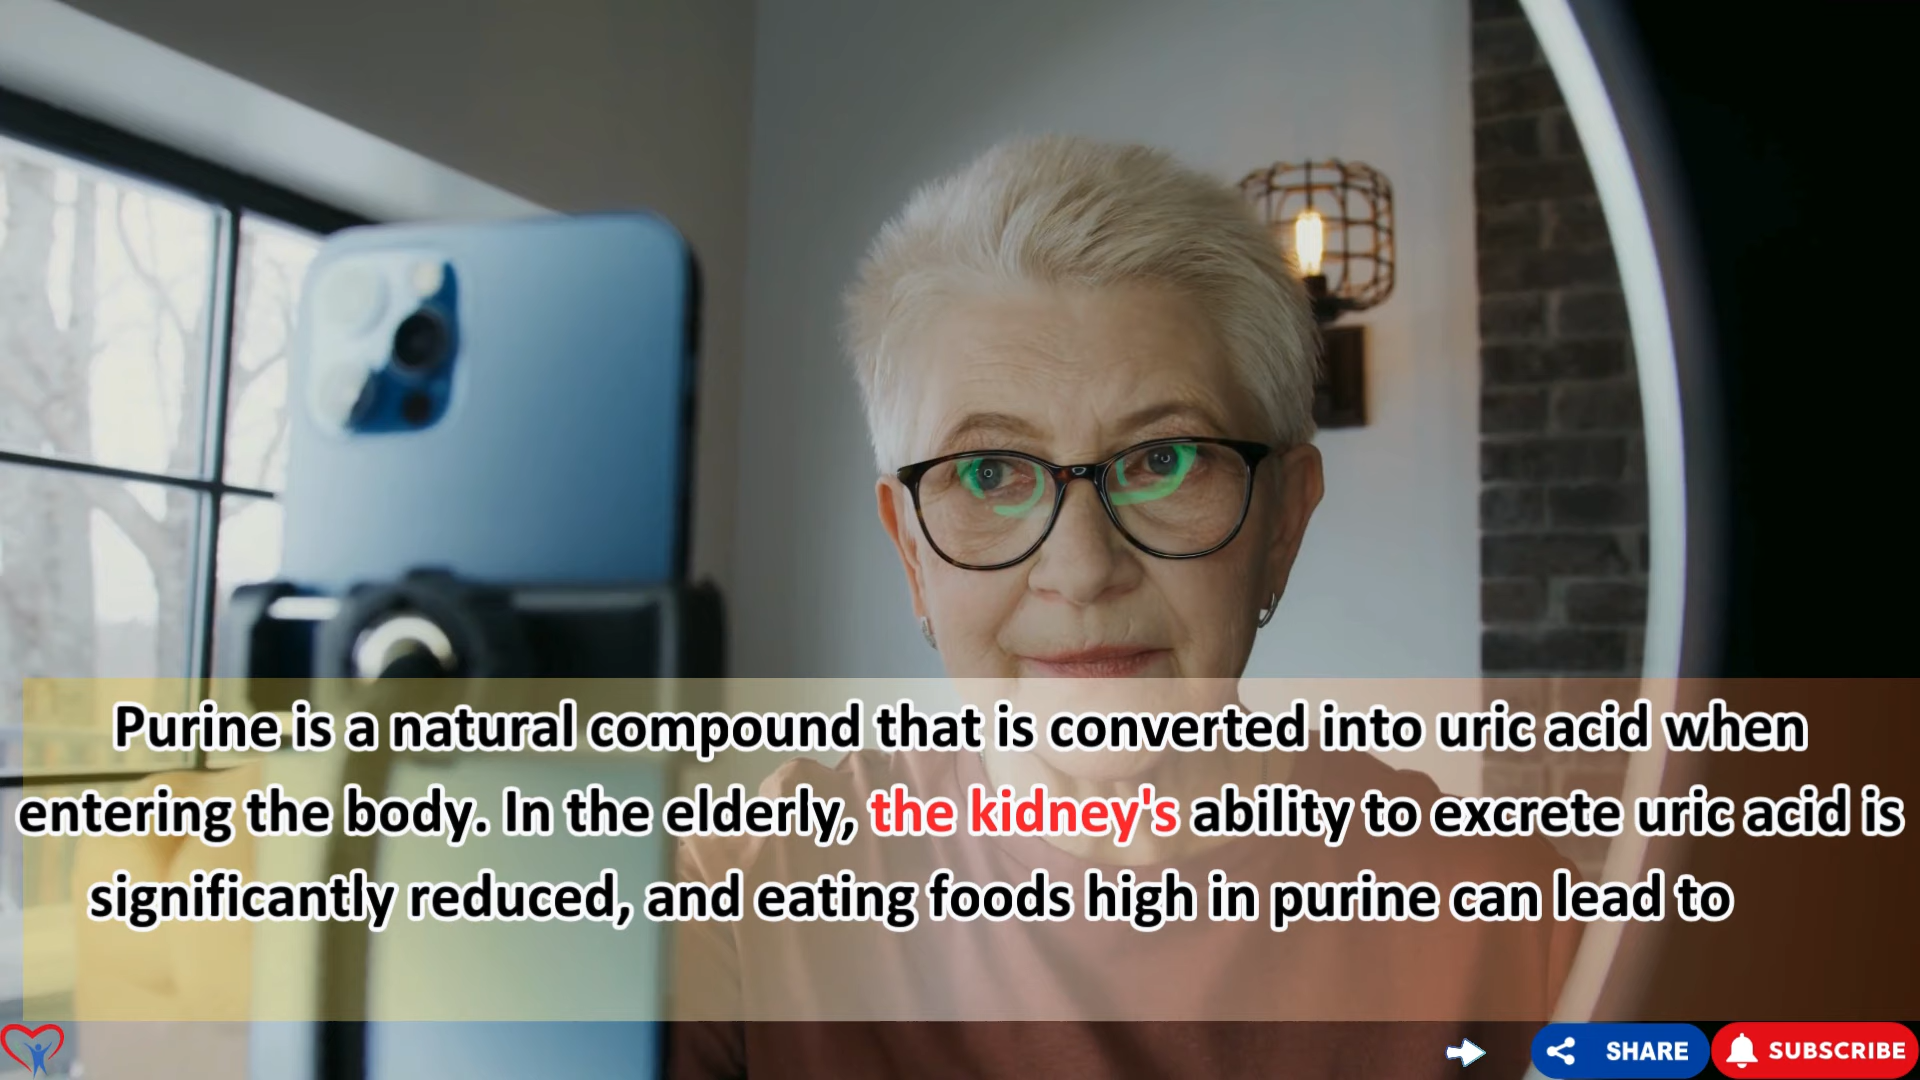 Purine is a natural compound that is converted into uric acid when
entering the body. In the elderly, the kidney's ability to excrete uric acid is
significantly reduced, and eating foods high in purine can lead to
SHARE
SUBSCRIBE